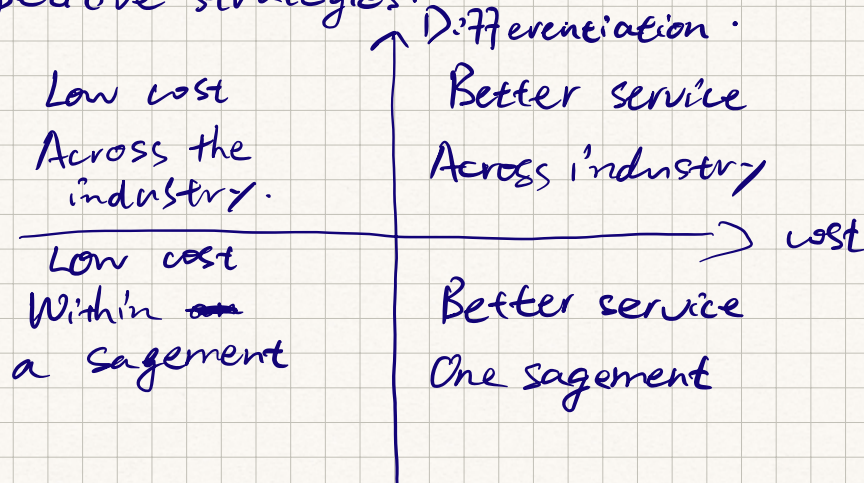 strategies.
Differentiation.
Low cost
Across the
industry.
Better service
Across industry
cost
Low cost
Within
a sagement
Better service
One sagement